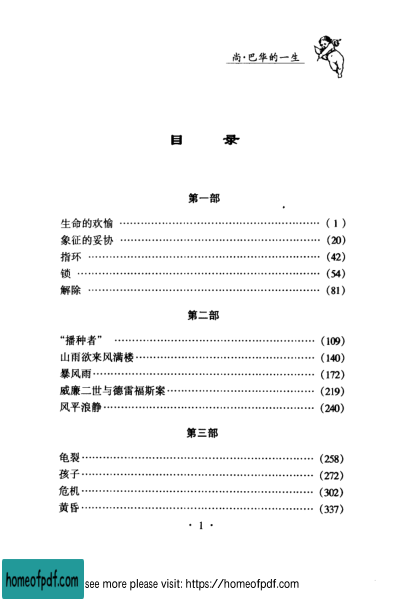 尚·巴华的一生
目 录
第一部
生命的欢愉 ………………………………………………… (1)
象征的妥协 ………………………………………………… (20)
指环 ………………………………………………………… (42)
锁 …………………………………………………………… (54)
解除 ………………………………………………………… (81)
第二部
“播种者” ………………………………………………… (109)
山雨欲来风满楼…………………………………………… (140)
暴风雨……………………………………………………… (172)
威廉二世与德雷福斯案…………………………………… (219)
风平浪静…………………………………………………… (240)
第三部
龟裂………………………………………………………… (258)
孩子………………………………………………………… (272)
危机………………………………………………………… (302)
黄昏………………………………………………………… (337)
· 1 ·
homeofpdf.com see more please visit: https://homeofpdf.com